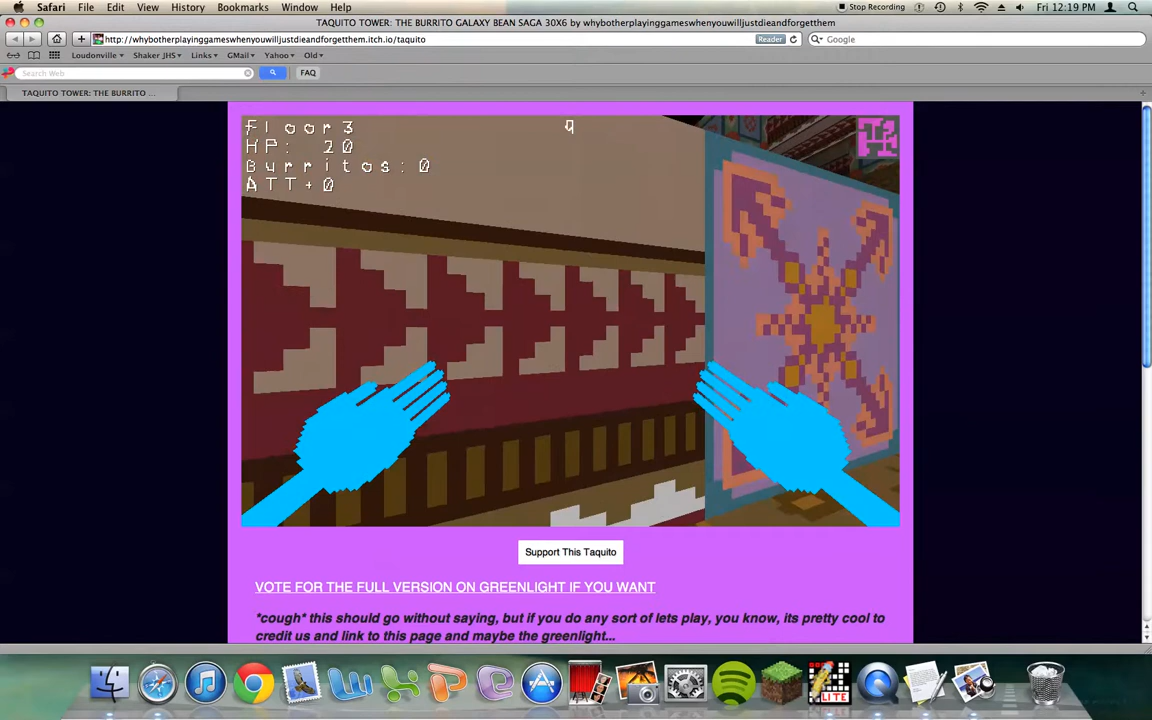 Safari File Edit View History Bookmarks Window Help Stop Recording Fri 12:19 PM
TAQUITO TOWER: THE BURRITO GALAXY BEAN SAGA 30X6 by whybotherplayinggameswhenyouwilljustdieandforgetthem
http://whybotherplayinggameswhenyouwilljustdieandforgetthem.itch.io/taquito Reader Google
Loudonville Shaker JHS Links GMail Yahoo Old
Search Web FAQ
TAQUITO TOWER: THE BURRITO ...
Floor3
HP: 20
Burritos:0
ATT+0
Support This Taquito
VOTE FOR THE FULL VERSION ON GREENLIGHT IF YOU WANT
*cough* this should go without saying, but if you do any sort of lets play, you know, its pretty cool to
credit us and link to this page and maybe the greenlight...
LITE